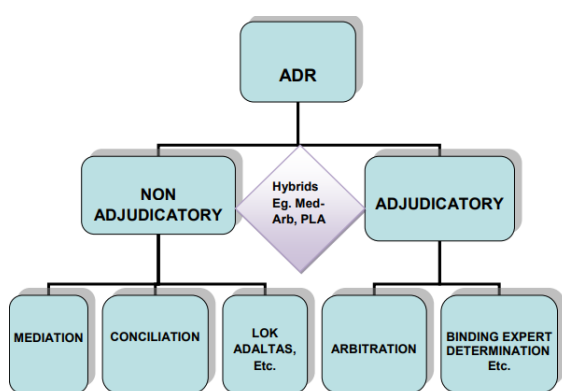 ADR
NON
ADJUDICATORY
Hybrids
Eg. Med-
Arb, PLA
ADJUDICATORY
MEDIATION
CONCILIATION
LOK
ADALTAS,
Etc.
ARBITRATION
BINDING EXPERT
DETERMINATION
Etc.